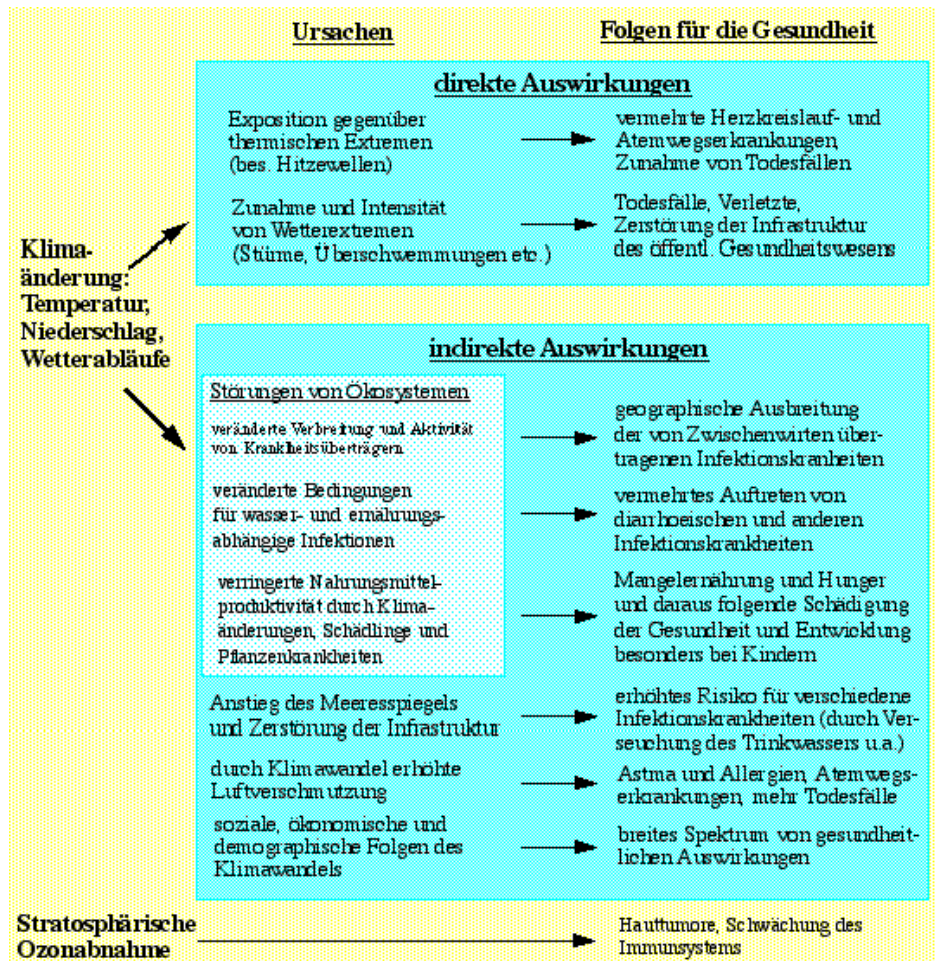 Ursachen
Folgen für die Gesundheit
direkte Auswirkungen
Exposition gegenüber
thermischen Extremen
(bes. Hitzewellen)
vermehrte Herzkreislauf- und
Atemwegserkrankungen,
Zunahme von Todesfällen
Zunahme und Intensität
von Wetterextremen
(Stürme, Überschwemmungen etc.)
Todesfälle, Verletzte,
Zerstörung der Infrastruktur
des öffentl. Gesundheitswesens
Klima-
änderung:
Temperatur,
Niederschlag,
Wetterabläufe
indirekte Auswirkungen
Störungen von Ökosystemen
veränderte Verbreitung und Aktivität
von Krankheitsüberträgern
geographische Ausbreitung
der von Zwischenwirten über-
tragenen Infektionskranheiten
veränderte Bedingungen
für wasser- und ernährungs-
abhängige Infektionen
vermehrtes Auftreten von
diarrhoeischen und anderen
Infektionskrankheiten
verringerte Nahrungsmittel-
produktivität durch Klima-
änderungen, Schädlinge und
Pflanzenkrankheiten
Mangelernährung und Hunger
und daraus folgende Schädigung
der Gesundheit und Entwicklung
besonders bei Kindern
Anstieg des Meeresspiegels
und Zerstörung der Infrastruktur
erhöhtes Risiko für verschiedene
Infektionskrankheiten (durch Ver-
seuchung des Trinkwassers u.a.)
durch Klimawandel erhöhte
Luftverschmutzung
Astma und Allergien, Atemwegs-
erkrankungen, mehr Todesfälle
soziale, ökonomische und
demographische Folgen des
Klimawandels
breites Spektrum von gesundheit-
lichen Auswirkungen
Stratosphärische
Ozonabnahme
Hauttumore, Schwächung des
Immunsystems